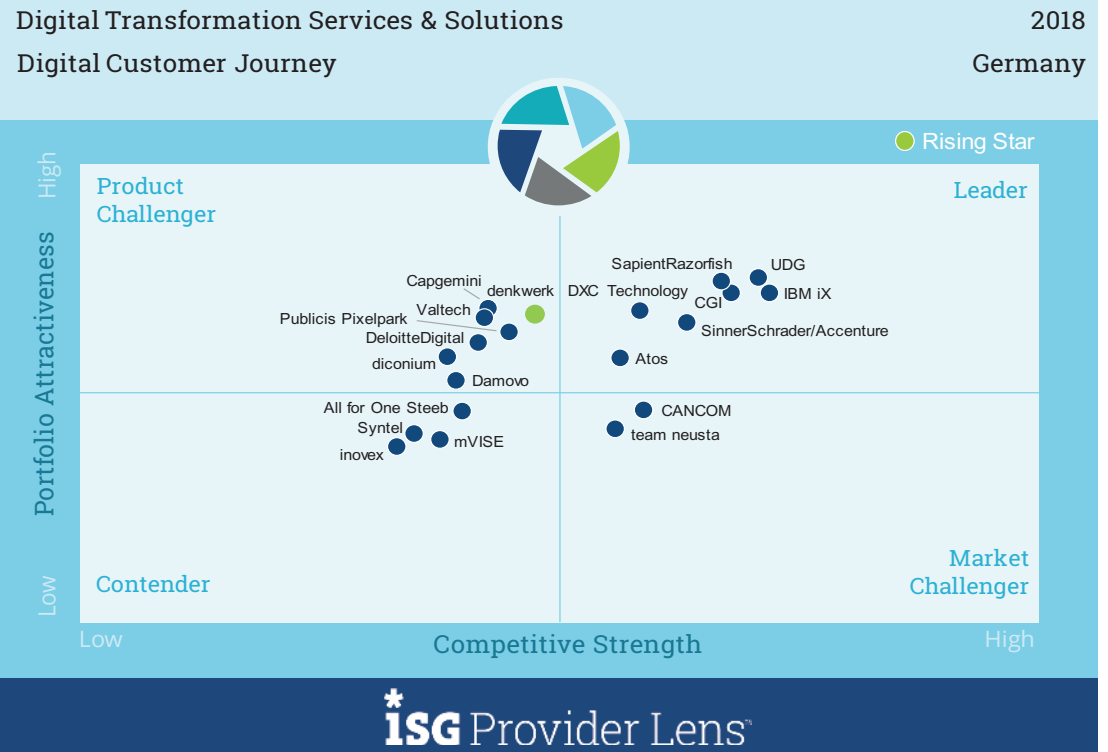 Digital Transformation Services & Solutions
2018
Digital Customer Journey
Germany
Rising Star
High
Product
Challenger
Leader
Portfolio Attractiveness
SapientRazorfish
UDG
Capgemini
denkwerk
DXC Technology
CGI
IBM iX
Valtech
Publicis Pixelpark
SinnerSchrader/Accenture
DeloitteDigital
diconium
Atos
Damovo
All for One Steeb
CANCOM
Syntel
team neusta
mVISE
inovex
Market
Challenger
Contender
Low
Low
Competitive Strength
High
ISG Provider Lens™